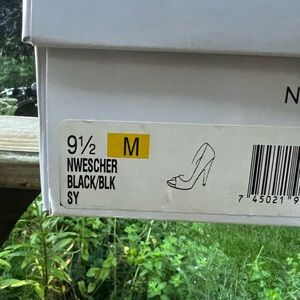 N
9½ M
NWESCHER
BLACK/BLK
SY
7 45021 9